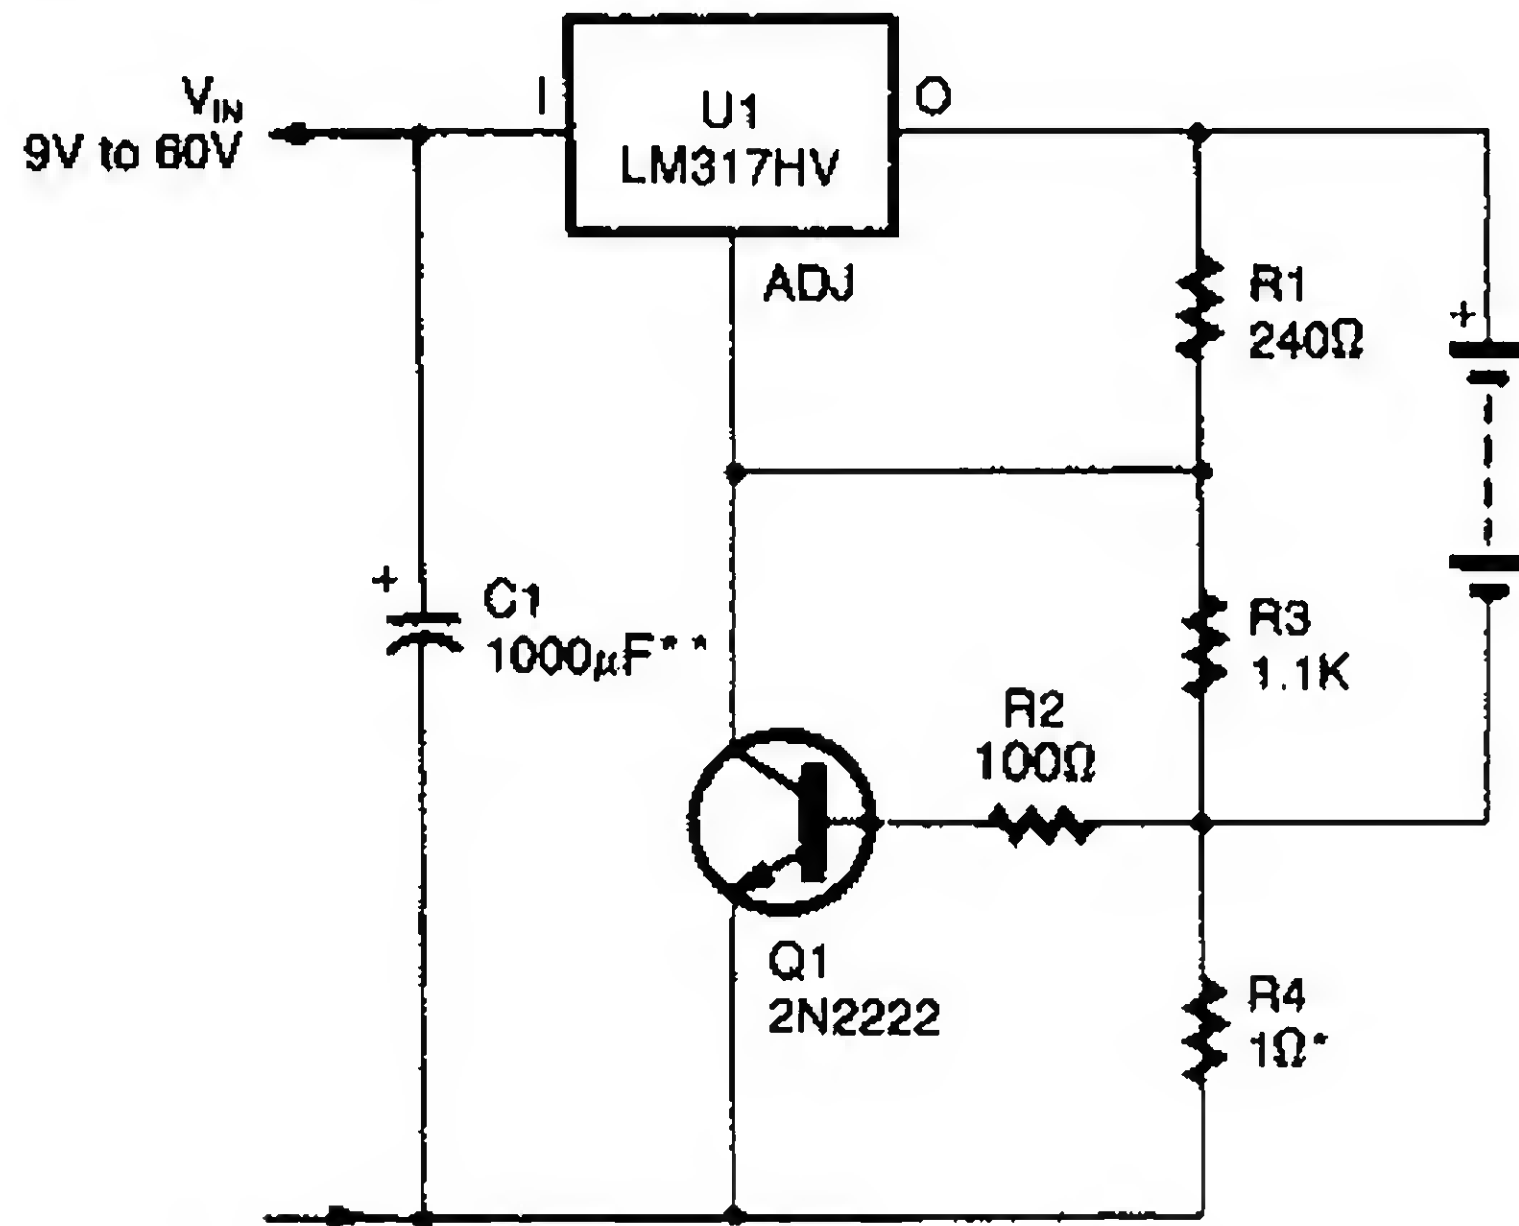 V_IN
9V to 60V
I
U1
LM317HV
O
ADJ
R1
240Ω
+
+
C1
1000μF**
R3
1.1K
R2
100Ω
Q1
2N2222
R4
1Ω*